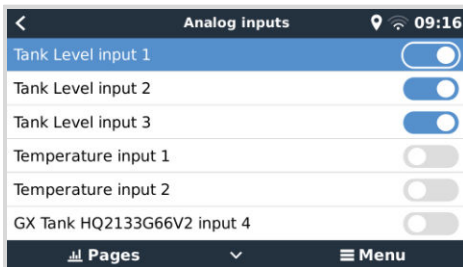 Analog inputs 09:16
Tank Level input 1
Tank Level input 2
Tank Level input 3
Temperature input 1
Temperature input 2
GX Tank HQ2133G66V2 input 4
Pages Menu